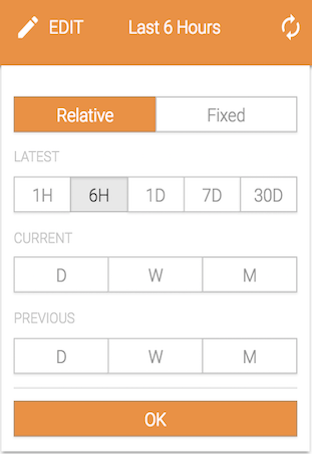 EDIT Last 6 Hours
Relative Fixed
LATEST
1H 6H 1D 7D 30D
CURRENT
D W M
PREVIOUS
D W M
OK